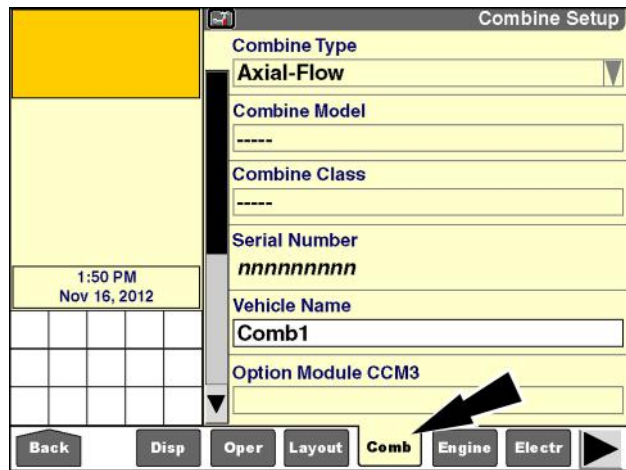 Combine Setup
Combine Type
Axial-Flow
Combine Model
-----
Combine Class
-----
Serial Number
nnnnnnnnn
Vehicle Name
Comb1
Option Module CCM3
1:50 PM
Nov 16, 2012
Back Disp Oper Layout Comb Engine Electr